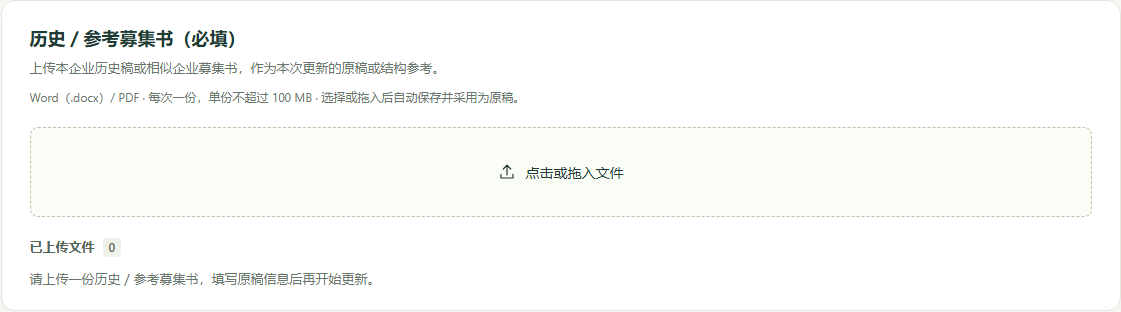 历史 / 参考募集书（必填）
上传本企业历史稿或相似企业募集书，作为本次更新的原稿或结构参考。
Word（.docx）/ PDF · 每次一份，单份不超过 100 MB · 选择或拖入后自动保存并采用为原稿。
点击或拖入文件
已上传文件 0
请上传一份历史 / 参考募集书，填写原稿信息后再开始更新。